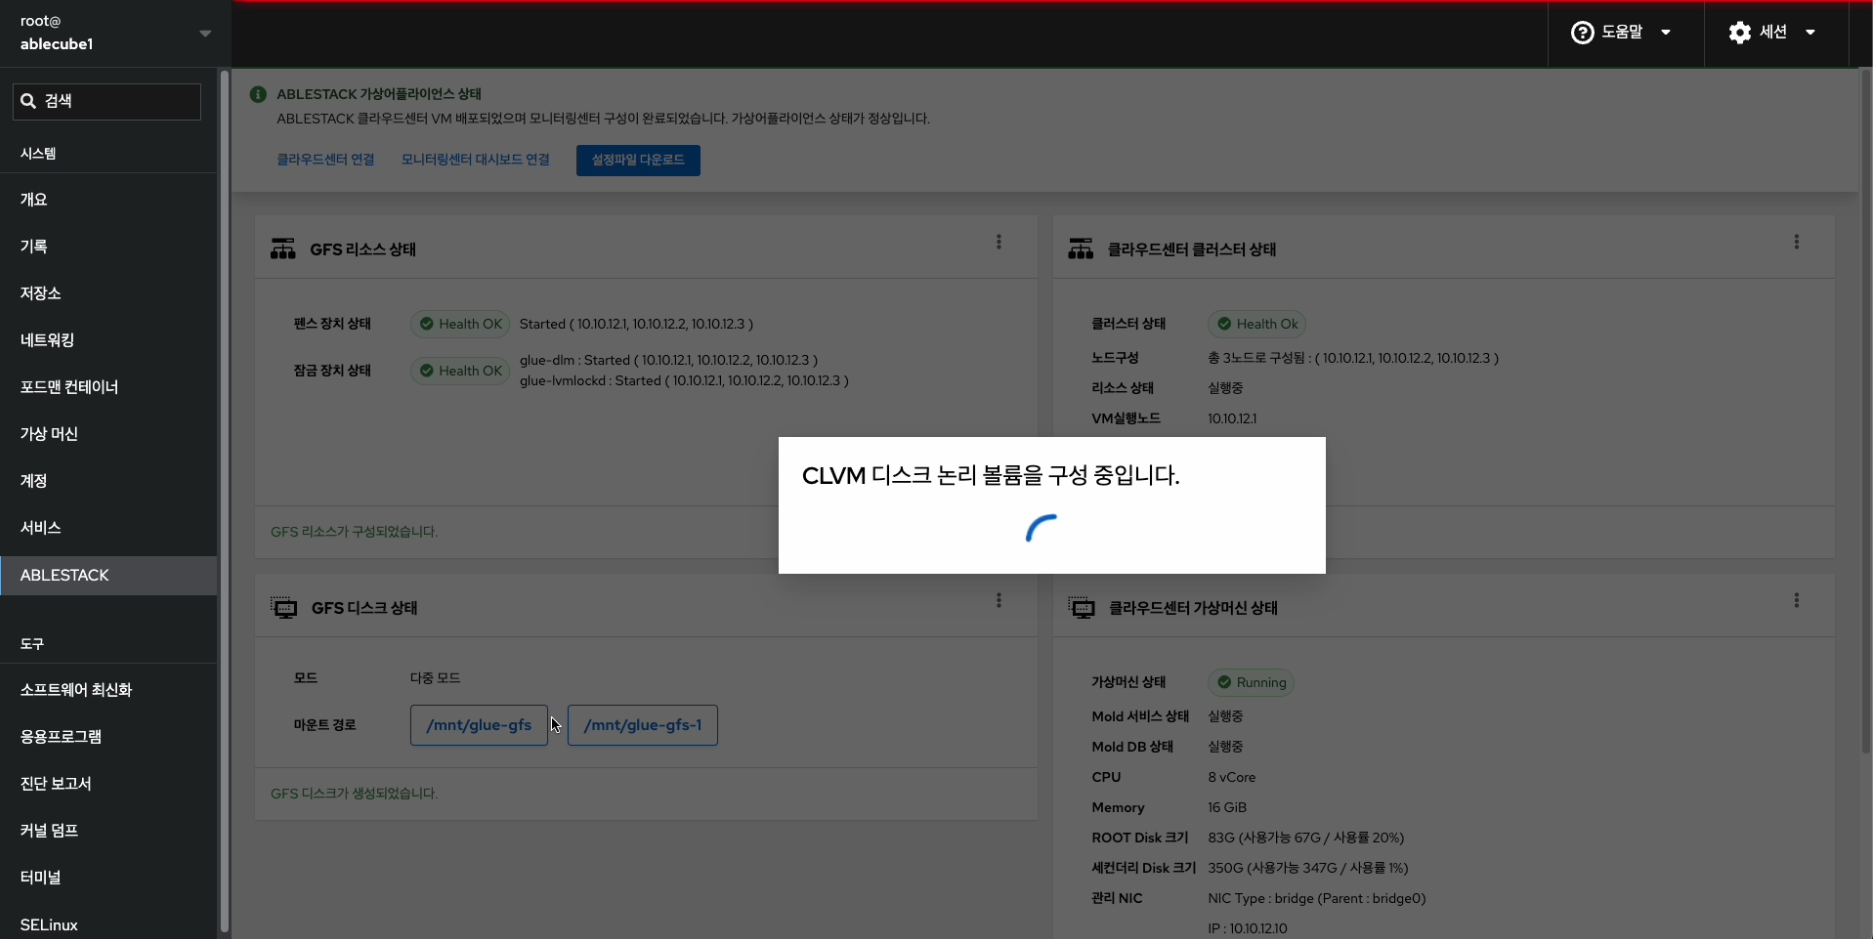 root@
ablecube1
도움말
세션
검색
시스템
개요
기록
저장소
네트워킹
포드맨 컨테이너
가상 머신
계정
서비스
ABLESTACK
도구
소프트웨어 최신화
응용프로그램
진단 보고서
커널 덤프
터미널
SELinux
ABLESTACK 가상어플라이언스 상태
ABLESTACK 클라우드센터 VM 배포되었으며 모니터링센터 구성이 완료되었습니다. 가상어플라이언스 상태가 정상입니다.
클라우드센터 연결 모니터링센터 대시보드 연결 설정파일 다운로드
GFS 리소스 상태
펜스 장치 상태 Health OK Started ( 10.10.12.1, 10.10.12.2, 10.10.12.3 )
잠금 장치 상태 Health OK glue-dlm : Started ( 10.10.12.1, 10.10.12.2, 10.10.12.3 )
glue-lvmlockd : Started ( 10.10.12.1, 10.10.12.2, 10.10.12.3 )
GFS 리소스가 구성되었습니다.
클라우드센터 클러스터 상태
클러스터 상태 Health Ok
노드구성 총 3노드로 구성됨 : ( 10.10.12.1, 10.10.12.2, 10.10.12.3 )
리소스 상태 실행중
VM실행노드 10.10.12.1
CLVM 디스크 논리 볼륨을 구성 중입니다.
GFS 디스크 상태
모드 다중 모드
마운트 경로 /mnt/glue-gfs /mnt/glue-gfs-1
GFS 디스크가 생성되었습니다.
클라우드센터 가상머신 상태
가상머신 상태 Running
Mold 서비스 상태 실행중
Mold DB 상태 실행중
CPU 8 vCore
Memory 16 GiB
ROOT Disk 크기 83G (사용가능 67G / 사용률 20%)
세컨더리 Disk 크기 350G (사용가능 347G / 사용률 1%)
관리 NIC NIC Type : bridge (Parent : bridge0)
IP : 10.10.12.10